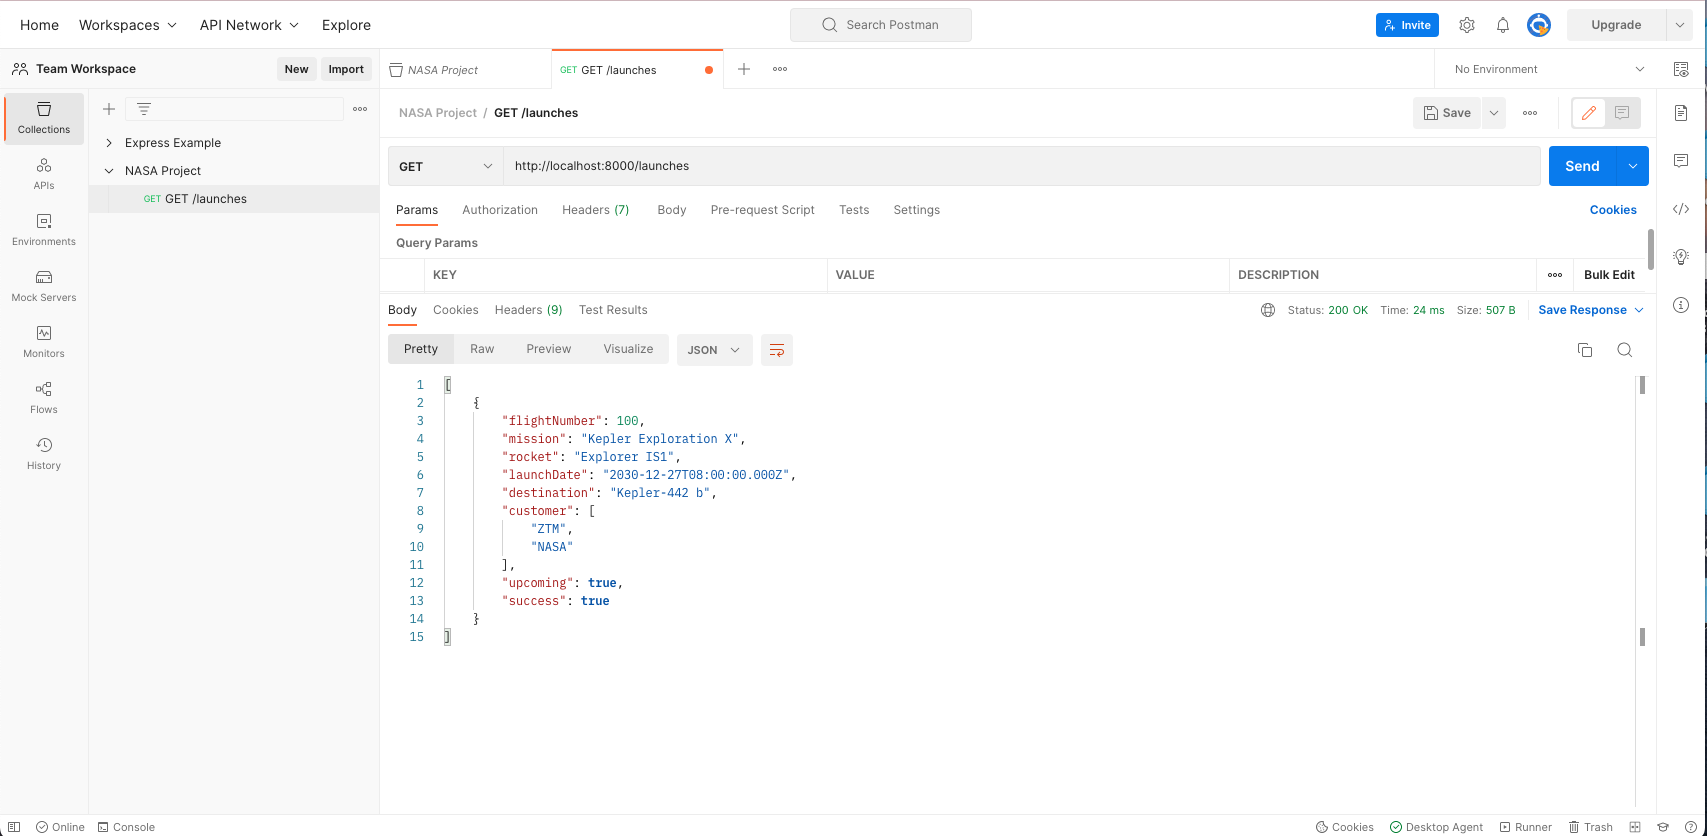 Home Workspaces API Network Explore Search Postman Invite Upgrade
Team Workspace New Import NASA Project GET GET /launches No Environment
Collections
APIs
Environments
Mock Servers
Monitors
Flows
History
Express Example
NASA Project
GET GET /launches
NASA Project / GET /launches Save
GET http://localhost:8000/launches Send
Params Authorization Headers (7) Body Pre-request Script Tests Settings Cookies
Query Params
KEY VALUE DESCRIPTION Bulk Edit
Body Cookies Headers (9) Test Results Status: 200 OK Time: 24 ms Size: 507 B Save Response
Pretty Raw Preview Visualize JSON
1 [
2 {
3 "flightNumber": 100,
4 "mission": "Kepler Exploration X",
5 "rocket": "Explorer IS1",
6 "launchDate": "2030-12-27T08:00:00.000Z",
7 "destination": "Kepler-442 b",
8 "customer": [
9 "ZTM",
10 "NASA"
11 ],
12 "upcoming": true,
13 "success": true
14 }
15 ]
Online Console Cookies Desktop Agent Runner Trash